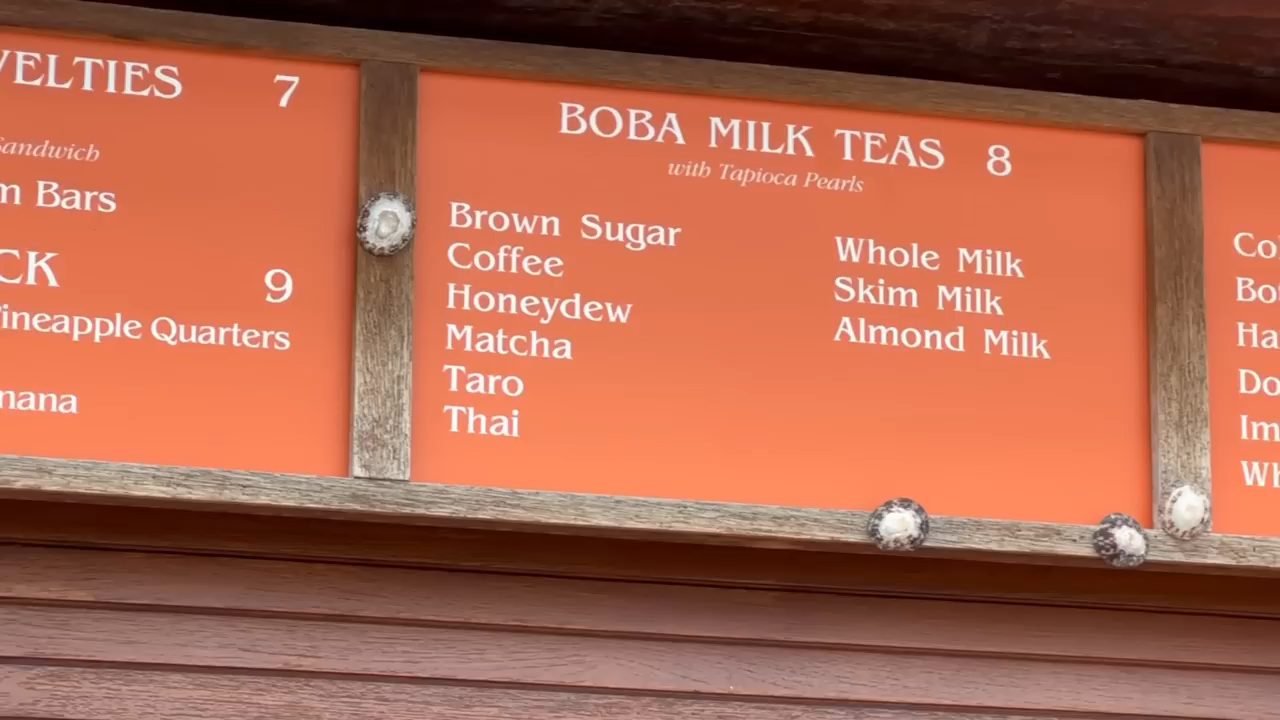 VELTIES 7
Sandwich
m Bars
CK 9
ineapple Quarters
nana
BOBA MILK TEAS 8
with Tapioca Pearls
Brown Sugar
Coffee
Honeydew
Matcha
Taro
Thai
Whole Milk
Skim Milk
Almond Milk
Co
Bo
Ha
Do
Im
Wh